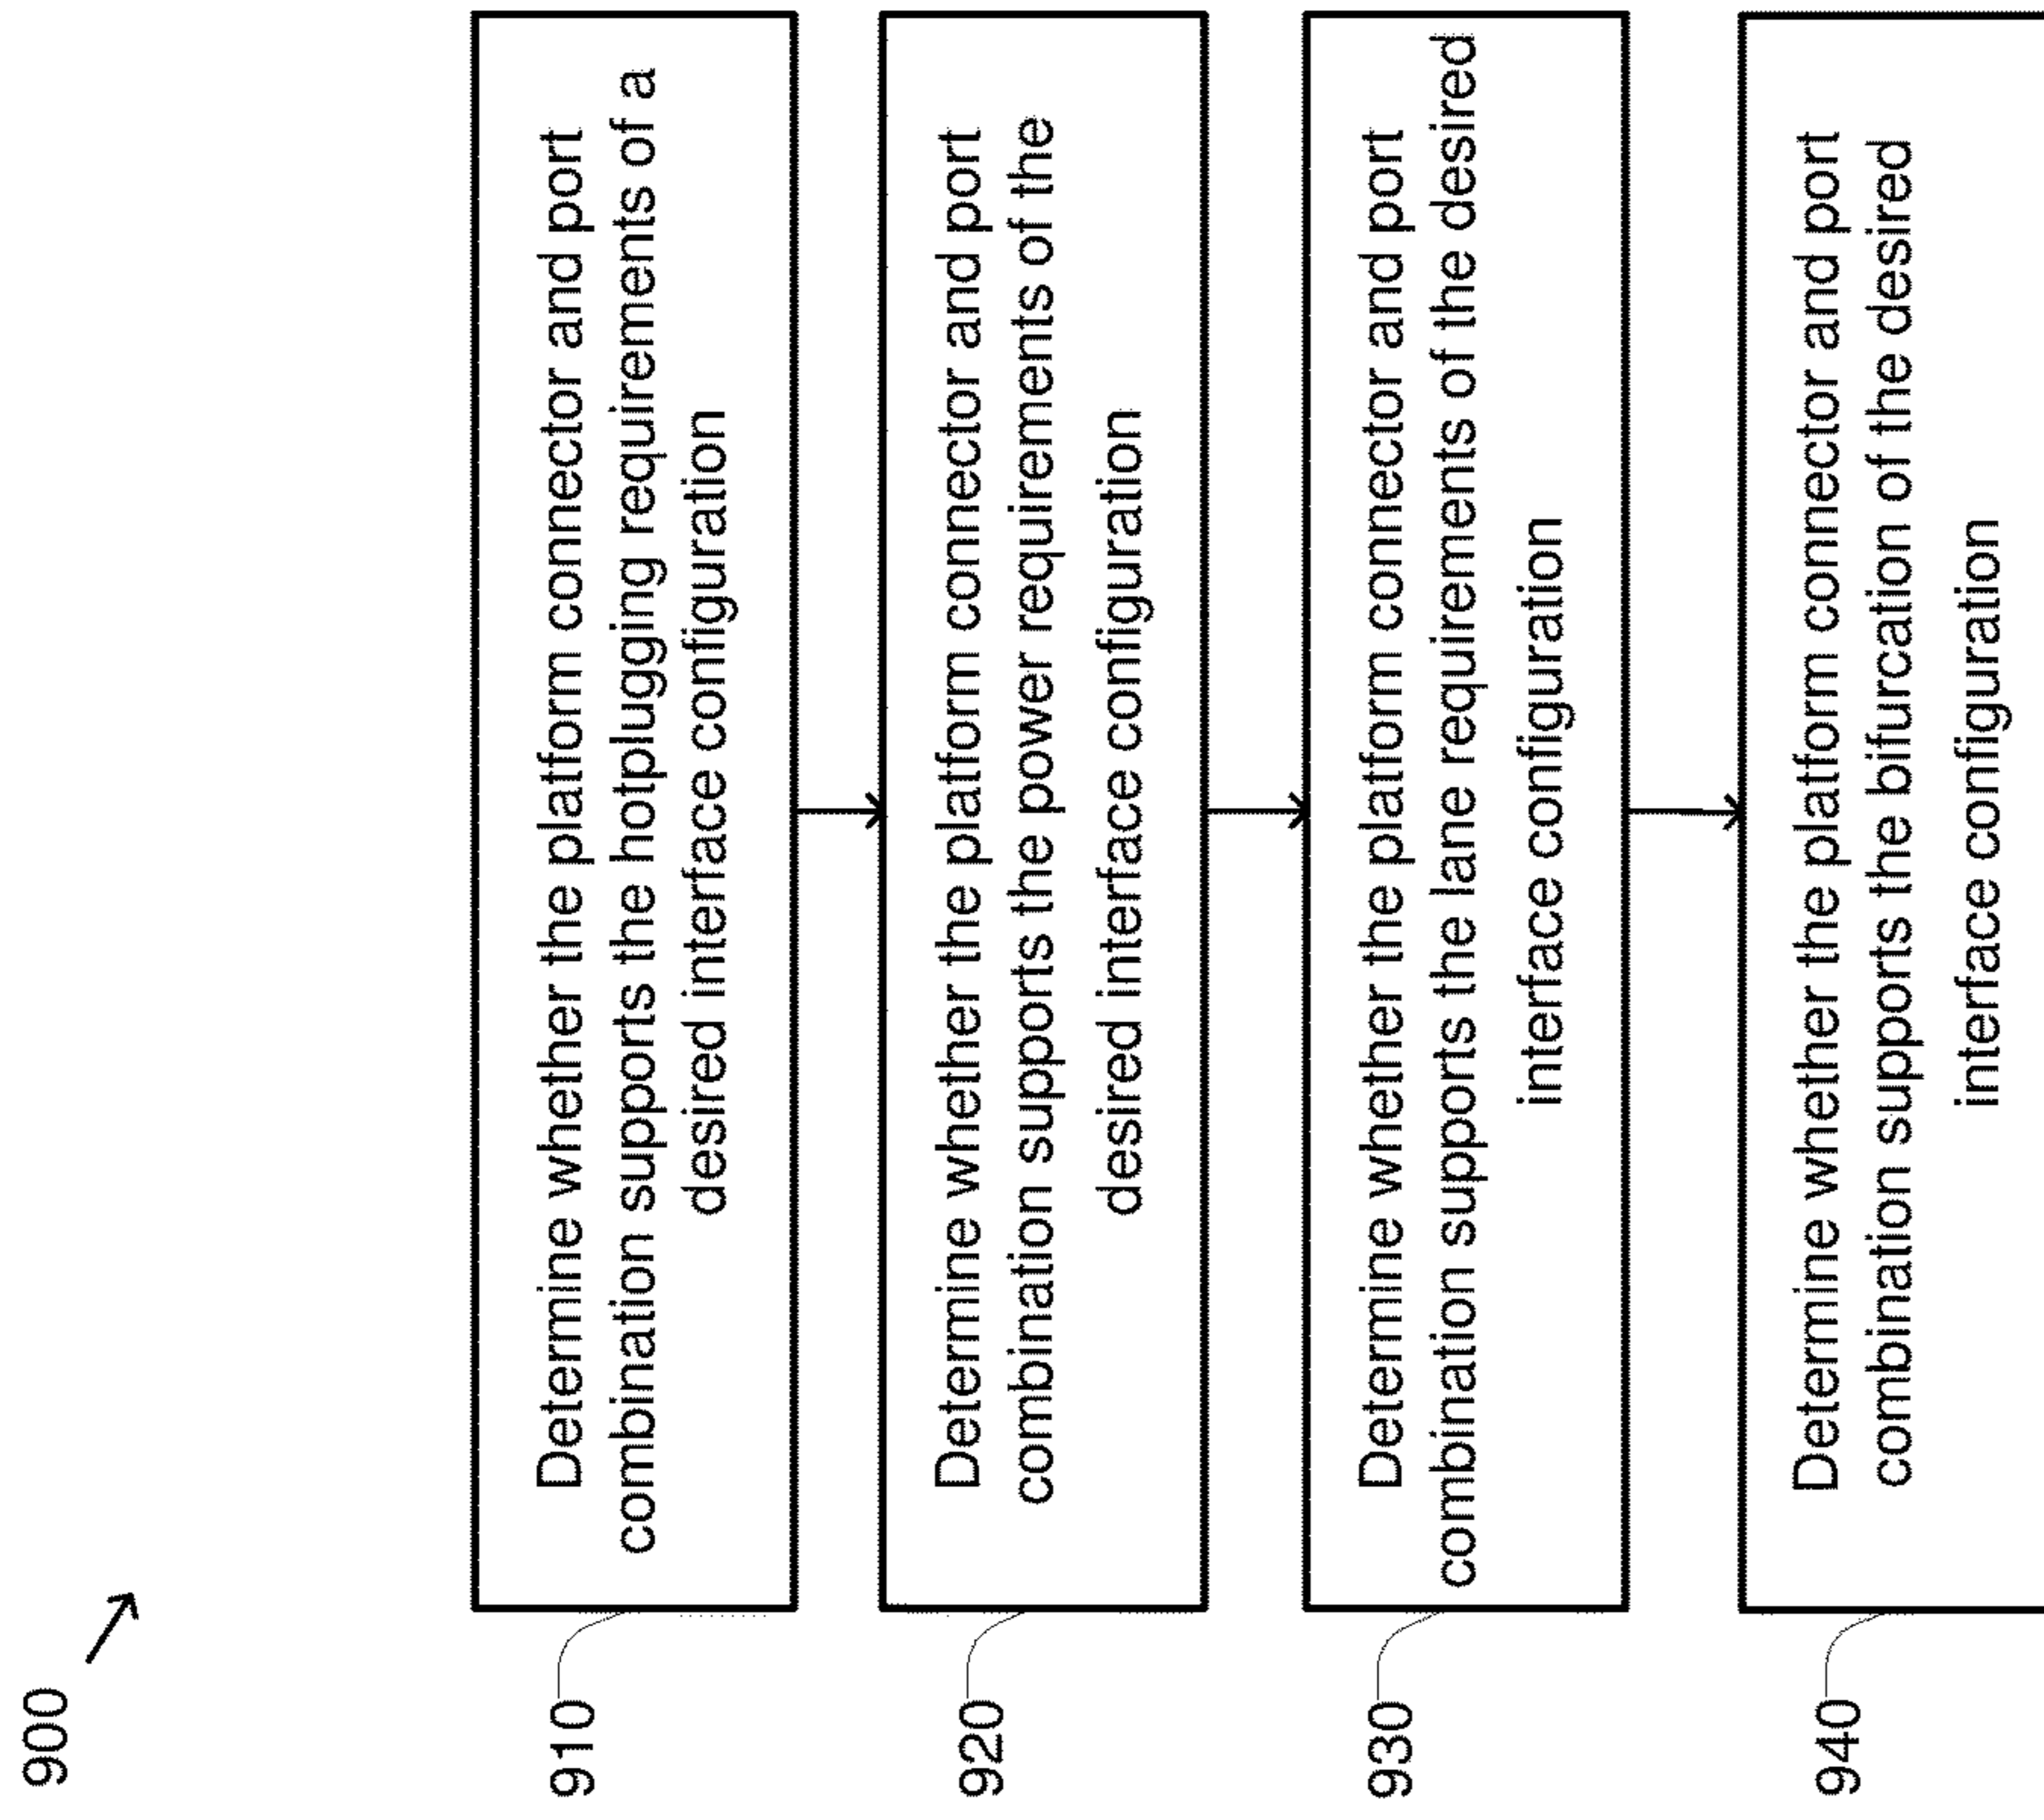 900
910
Determine whether the platform connector and port
combination supports the hotplugging requirements of a
desired interface configuration
920
Determine whether the platform connector and port
combination supports the power requirements of the
desired interface configuration
930
Determine whether the platform connector and port
combination supports the lane requirements of the desired
interface configuration
940
Determine whether the platform connector and port
combination supports the bifurcation of the desired
interface configuration